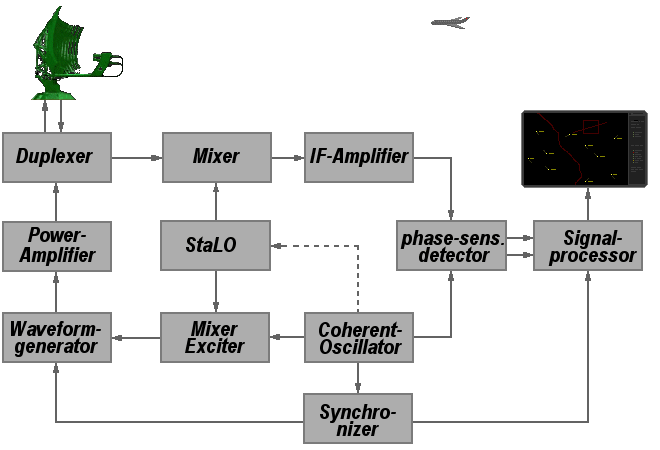 Duplexer
Mixer
IF-Amplifier
Power-
Amplifier
StaLO
phase-sens.
detector
Signal-
processor
Waveform-
generator
Mixer
Exciter
Coherent-
Oscillator
Synchro-
nizer